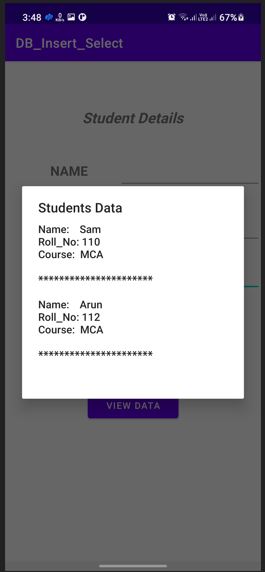 3:48
67%
DB_Insert_Select
Student Details
NAME
Students Data
Name: Sam
Roll_No: 110
Course: MCA
**********************
Name: Arun
Roll_No: 112
Course: MCA
**********************
VIEW DATA